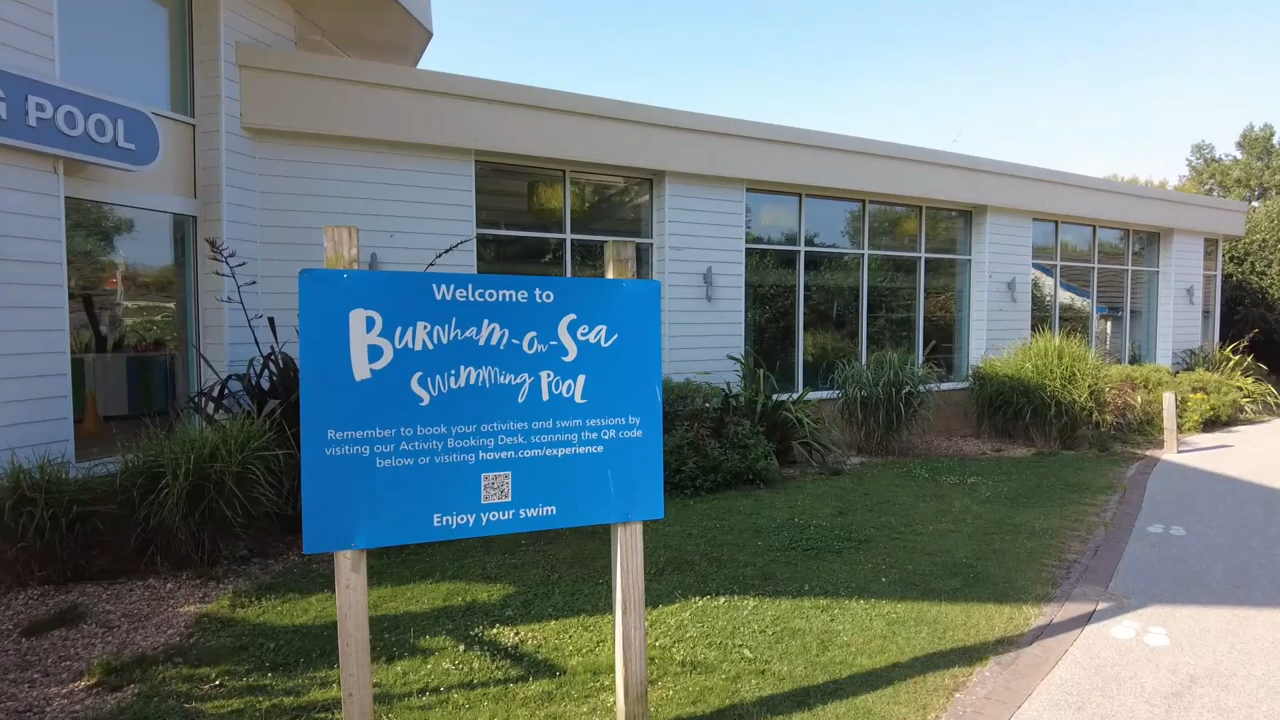 G POOL
Welcome to
BURNHAM-ON-SEA
SWIMMING POOL
Remember to book your activities and swim sessions by
visiting our Activity Booking Desk, scanning the QR code
below or visiting haven.com/experience
Enjoy your swim